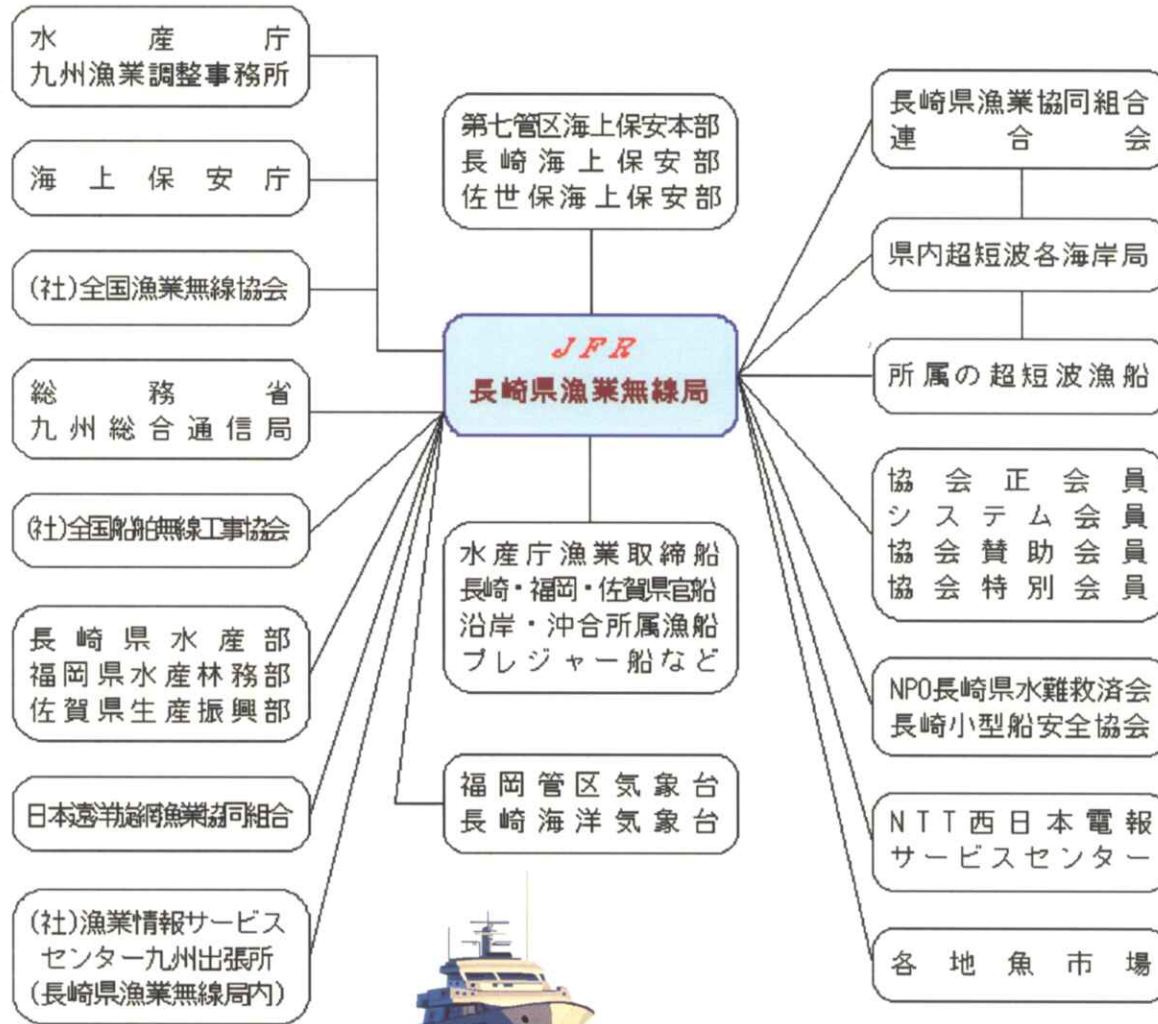 水産庁
九州漁業調整事務所
海上保安庁
(社)全国漁業無線協会
総務省
九州総合通信局
(社)全国船舶無線工事協会
長崎県水産部
福岡県水産林務部
佐賀県生産振興部
日本遠洋旋網漁業協同組合
(社)漁業情報サービス
センター九州出張所
(長崎県漁業無線局内)
第七管区海上保安本部
長崎海上保安部
佐世保海上保安部
JFR
長崎県漁業無線局
水産庁漁業取締船
長崎・福岡・佐賀県官船
沿岸・沖合所属漁船
プレジャー船など
福岡管区気象台
長崎海洋気象台
長崎県漁業協同組合
連合会
県内超短波各海岸局
所属の超短波漁船
協会正会員
システム会員
協会賛助会員
協会特別会員
NPO長崎県水難救済会
長崎小型船安全協会
NTT西日本電報
サービスセンター
各地魚市場